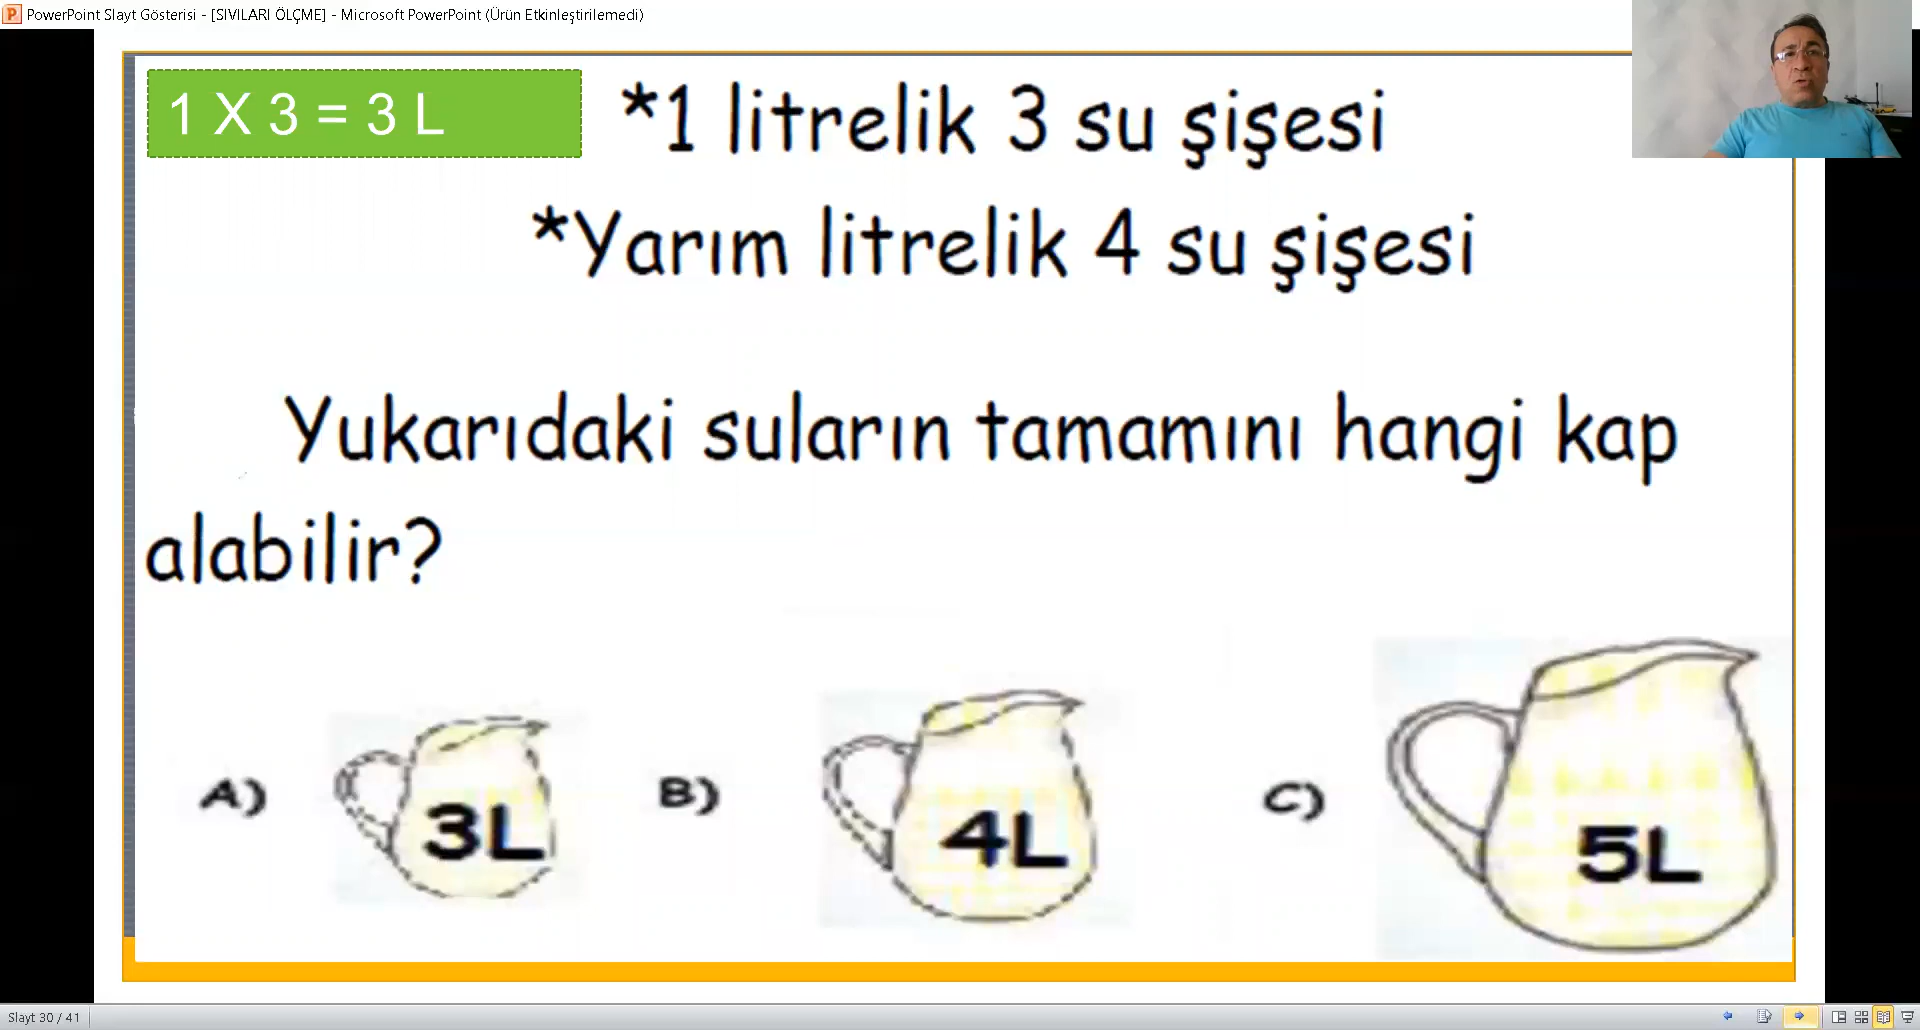 PowerPoint Slayt Gösterisi - [SIVILARI ÖLÇME] - Microsoft PowerPoint (Ürün Etkinleştirilemedi)
1 X 3 = 3 L
*1 litrelik 3 su şişesi
*Yarım litrelik 4 su şişesi
Yukarıdaki suların tamamını hangi kap
alabilir?
A) 3L B) 4L C) 5L
Slayt 30 / 41